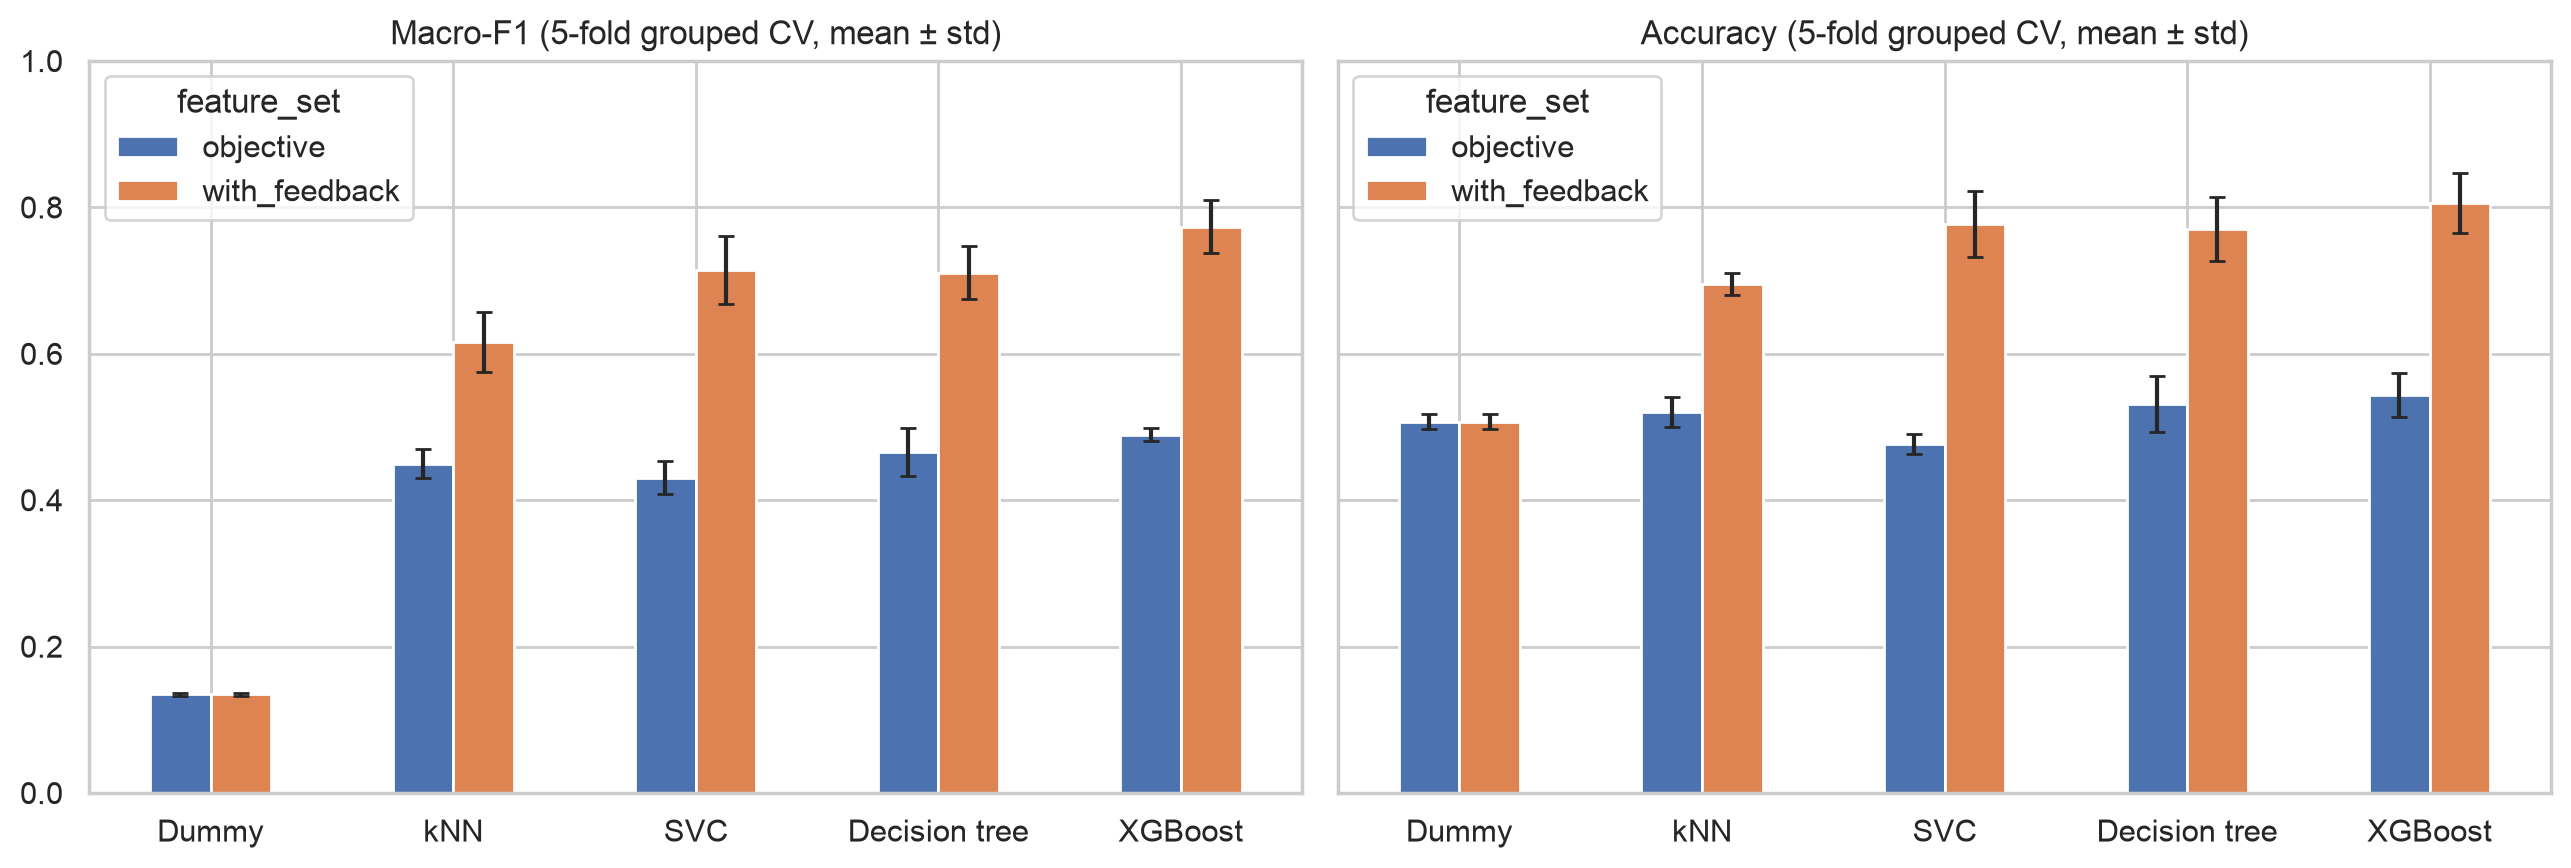 Macro-F1 (5-fold grouped CV, mean ± std)
1.0
0.8
0.6
0.4
0.2
0.0
feature_set
objective
with_feedback
Dummy
kNN
SVC
Decision tree
XGBoost
Accuracy (5-fold grouped CV, mean ± std)
feature_set
objective
with_feedback
Dummy
kNN
SVC
Decision tree
XGBoost